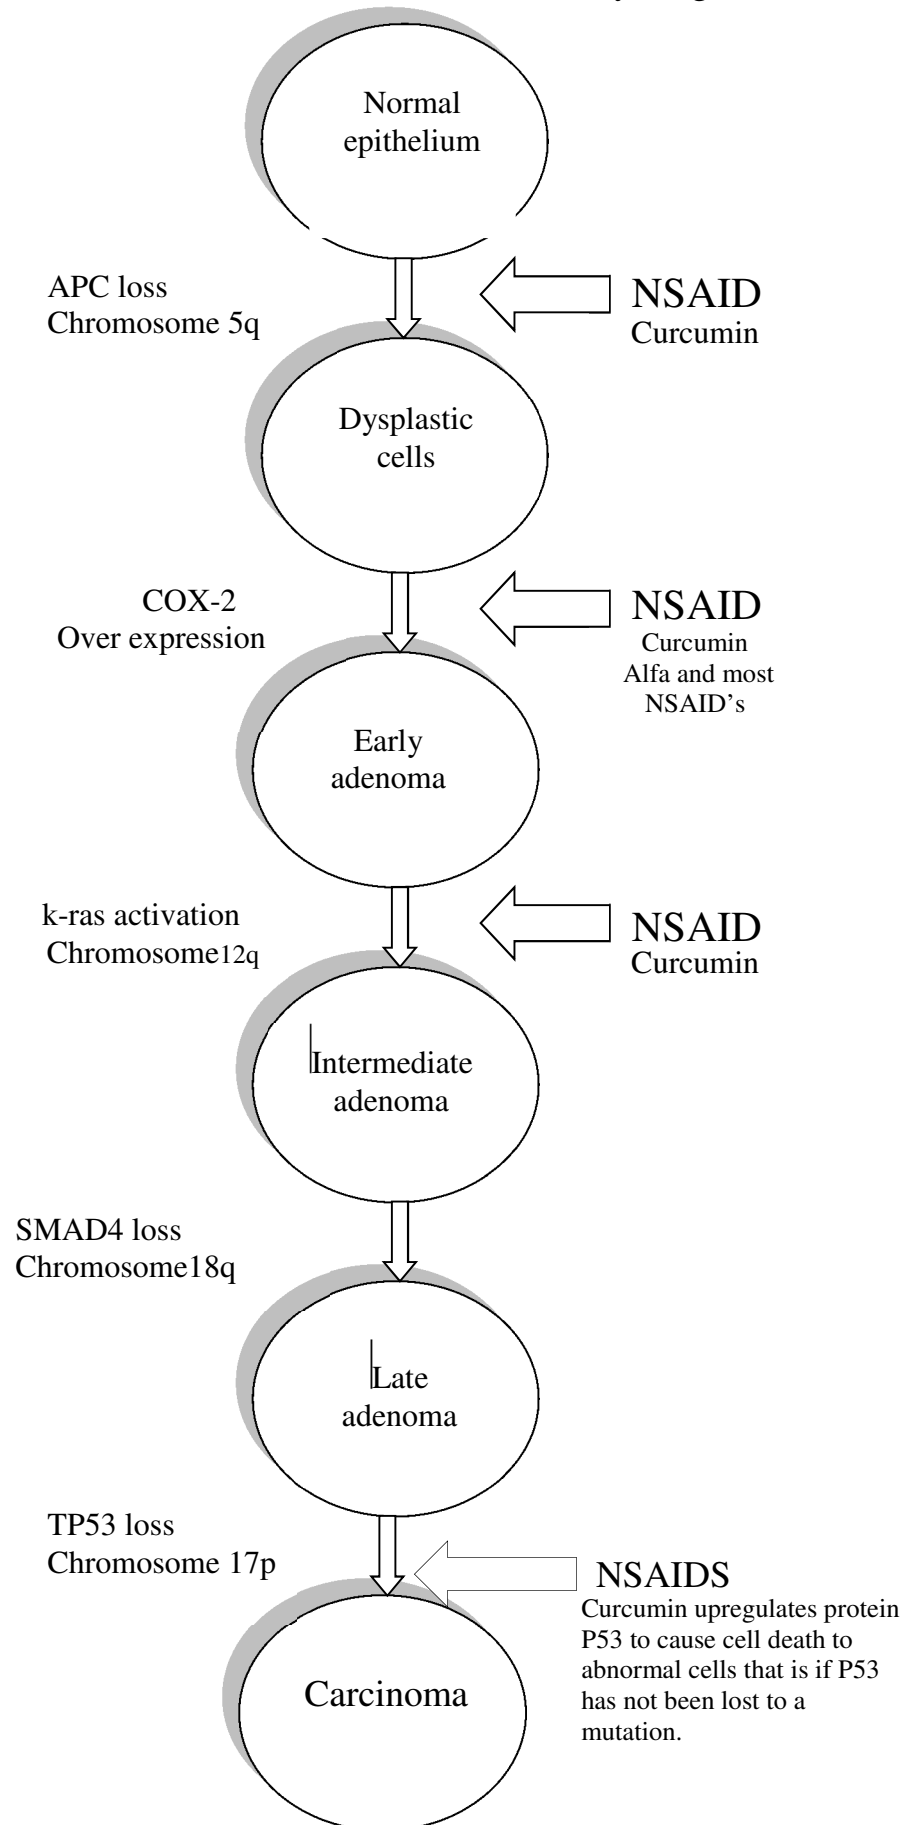 Normal
epithelium
APC loss
Chromosome 5q
NSAID
Curcumin
Dysplastic
cells
COX-2
Over expression
NSAID
Curcumin
Alfa and most
NSAID’s
Early
adenoma
k-ras activation
Chromosome12q
NSAID
Curcumin
Intermediate
adenoma
SMAD4 loss
Chromosome18q
Late
adenoma
TP53 loss
Chromosome 17p
NSAIDS
Curcumin upregulates protein
P53 to cause cell death to
abnormal cells that is if P53
has not been lost to a
mutation.
Carcinoma